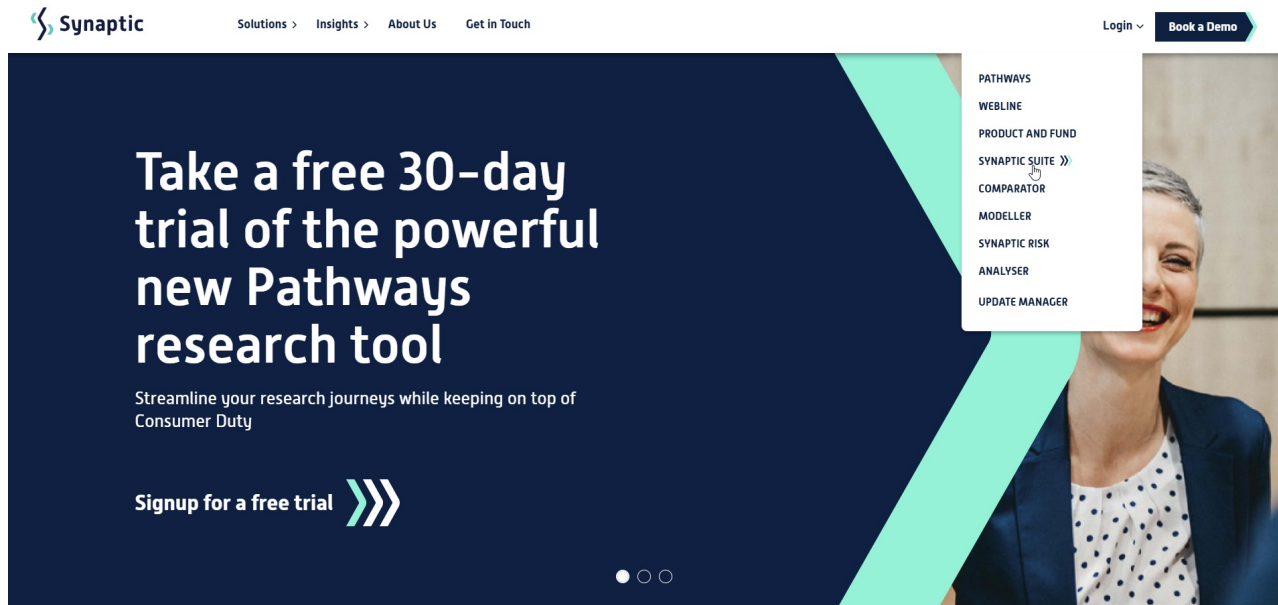 Synaptic
Solutions >
Insights >
About Us
Get in Touch
Login
Book a Demo
PATHWAYS
WEBLINE
PRODUCT AND FUND
SYNAPTIC SUITE
COMPARATOR
MODELLER
SYNAPTIC RISK
ANALYSER
UPDATE MANAGER
Take a free 30-day
trial of the powerful
new Pathways
research tool
Streamline your research journeys while keeping on top of
Consumer Duty
Signup for a free trial